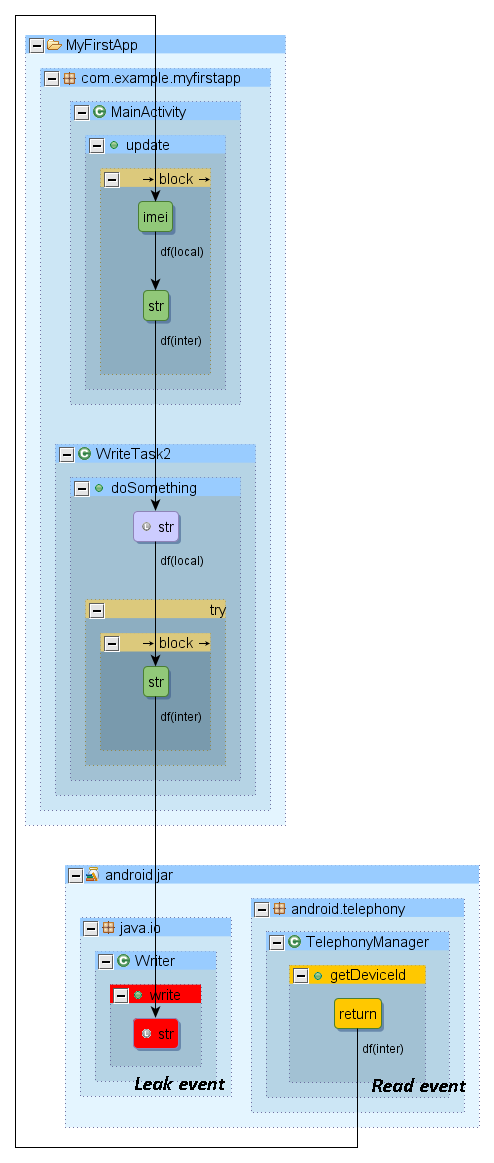 MyFirstApp
com.example.myfirstapp
MainActivity
update
→ block →
imei
df(local)
str
df(inter)
WriteTask2
doSomething
L str
df(local)
try
→ block →
str
df(inter)
android.jar
java.io
C Writer
write
L str
Leak event
android.telephony
C TelephonyManager
getDeviceId
return
df(inter)
Read event